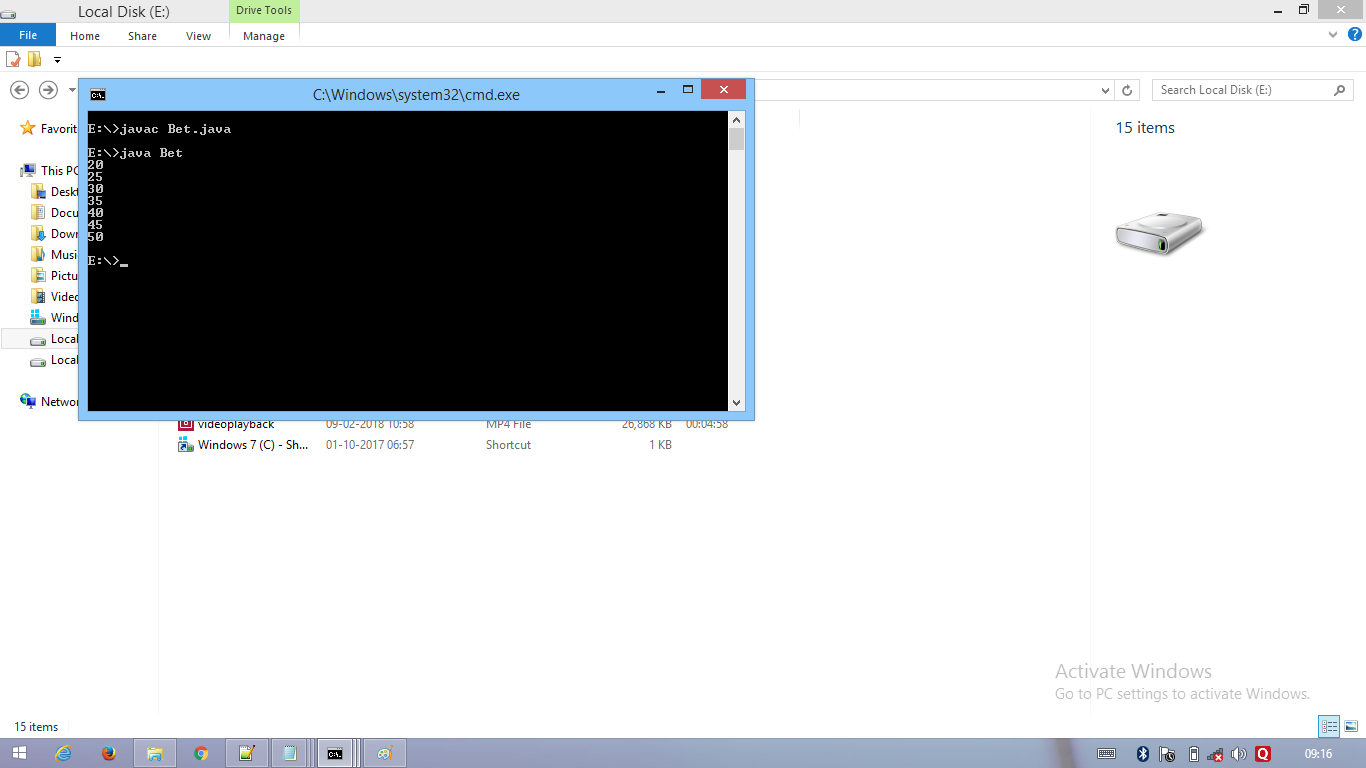 Local Disk (E:)
Drive Tools
File Home Share View Manage
Search Local Disk (E:)
C:\Windows\system32\cmd.exe
E:\>javac Bet.java
E:\>java Bet
20
25
30
35
40
45
50
E:\>_
Favorit
This PC
Deskt
Docu
Down
Music
Pictu
Videc
Wind
Local
Local
Networ
videoplayback 09-02-2018 10:58 MP4 File 26,868 KB 00:04:58
Windows 7 (C) - Sh... 01-10-2017 06:57 Shortcut 1 KB
15 items
Activate Windows
Go to PC settings to activate Windows.
15 items
09:16